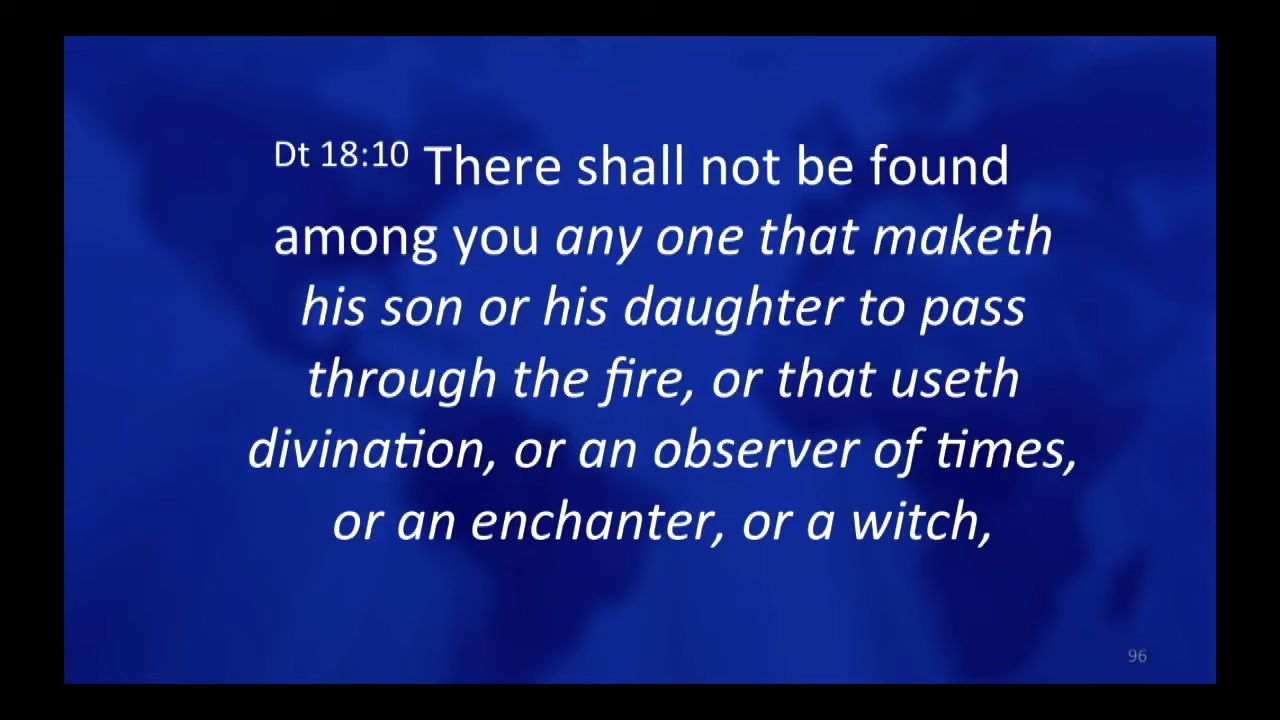 Dt 18:10 There shall not be found
among you any one that maketh
his son or his daughter to pass
through the fire, or that useth
divination, or an observer of times,
or an enchanter, or a witch,
96